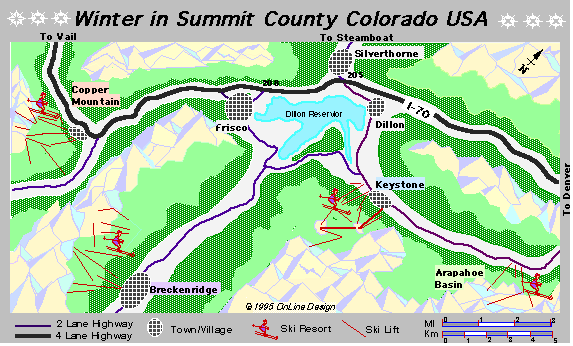 Winter in Summit County Colorado USA
To Vail
To Steamboat
Silverthorne
Copper
Mountain
205
I-70
Dillon Reservior
Frisco
Dillon
N
To Denver
Keystone
Arapahoe
Basin
Breckenridge
© 1995 OnLine Design
2 Lane Highway
4 Lane Highway
Town/Village
Ski Resort
Ski Lift
MI 0 1 2 3
Km 0 1 2 3 4 5